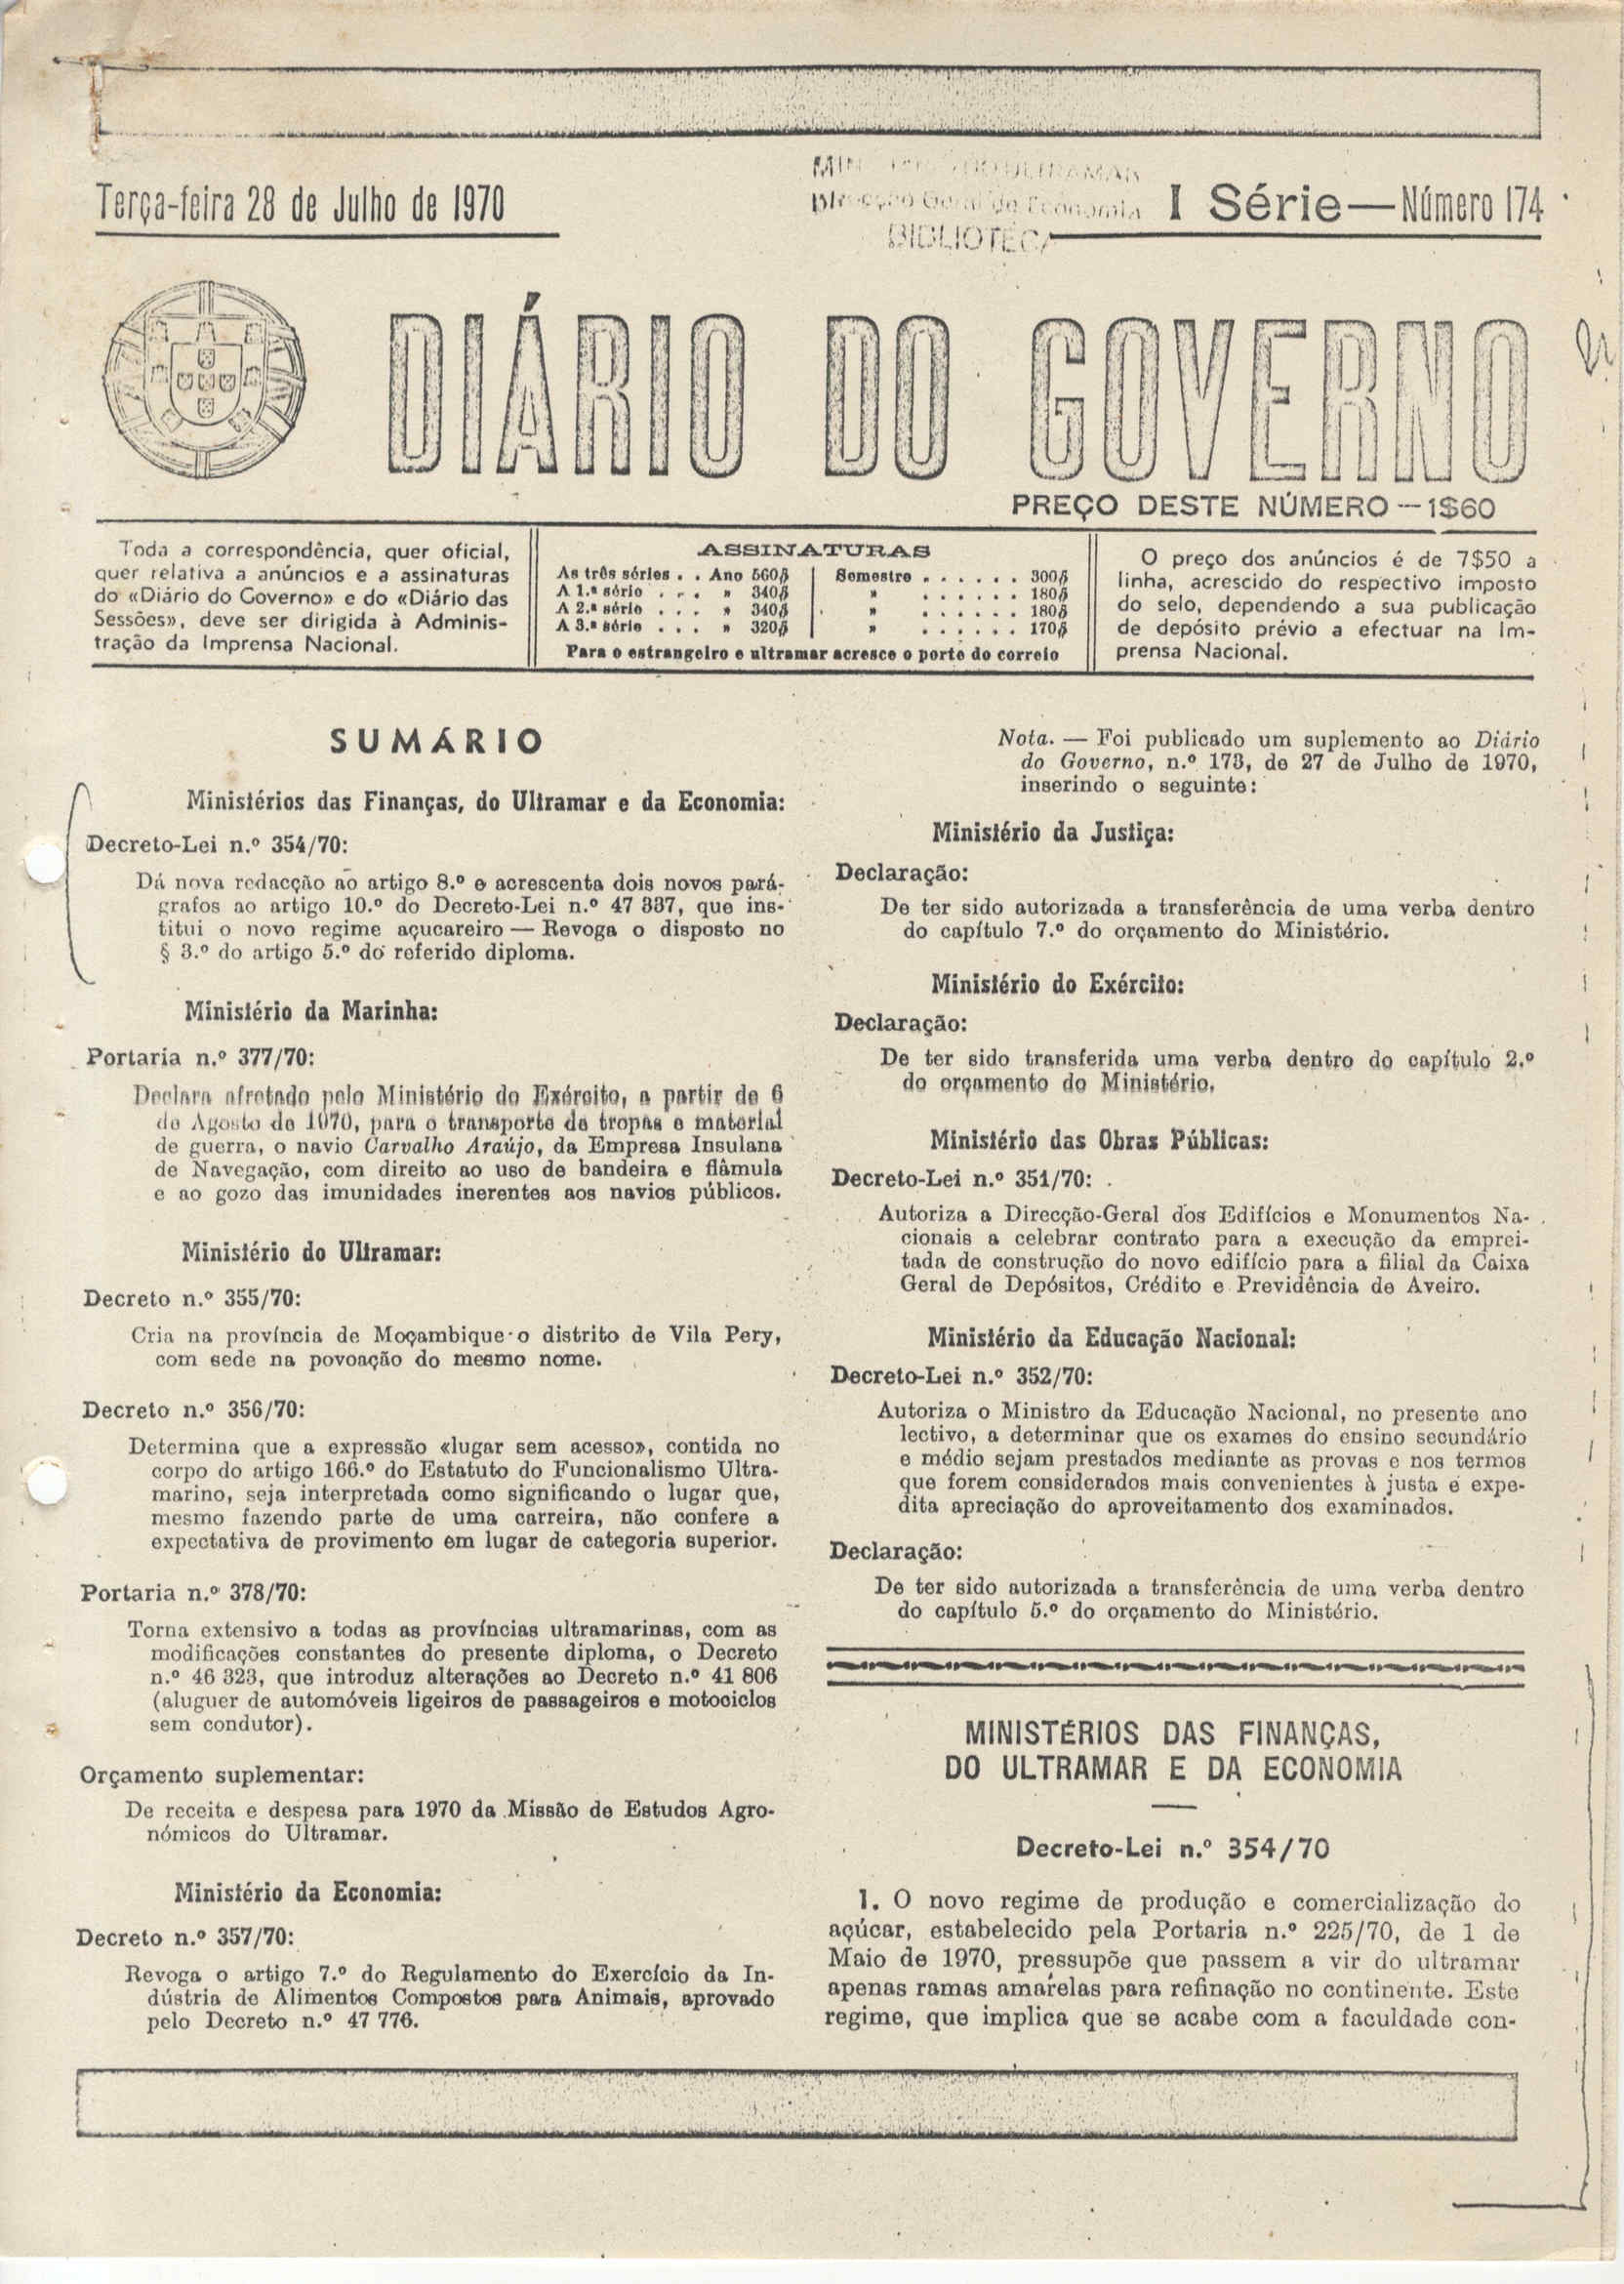 Terça-feira 28 de Julho de 1970
I Série — Número 174
BIBLIOTECA
DIÁRIO DO GOVERNO
PREÇO DESTE NÚMERO — 1$60
Toda a correspondência, quer oficial,
quer relativa a anúncios e a assinaturas
do «Diário do Governo» e do «Diário das
Sessões», deve ser dirigida à Adminis-
tração da Imprensa Nacional.
ASSINATURAS
As três séries . . Ano 560$ Semestre . . . . . . 300$
A 1.ª série . . . » 340$ » . . . . . . 180$
A 2.ª série . . . » 340$ » . . . . . . 180$
A 3.ª série . . . » 320$ » . . . . . . 170$
Para o estrangeiro e ultramar acresce o porte do correio
O preço dos anúncios é de 7$50 a
linha, acrescido do respectivo imposto
do selo, dependendo a sua publicação
de depósito prévio a efectuar na Im-
prensa Nacional.
SUMÁRIO
Ministérios das Finanças, do Ultramar e da Economia:
Decreto-Lei n.º 354/70:
Dá nova redacção ao artigo 8.º e acrescenta dois novos pará-
grafos ao artigo 10.º do Decreto-Lei n.º 47 337, que ins-
titui o novo regime açucareiro — Revoga o disposto no
§ 3.º do artigo 5.º do referido diploma.
Ministério da Marinha:
Portaria n.º 377/70:
Declara afretado pelo Ministério do Exército, a partir de 6
de Agosto de 1970, para o transporte de tropas e material
de guerra, o navio Carvalho Araújo, da Empresa Insulana
de Navegação, com direito ao uso de bandeira e flâmula
e ao gozo das imunidades inerentes aos navios públicos.
Ministério do Ultramar:
Decreto n.º 355/70:
Cria na província de Moçambique o distrito de Vila Pery,
com sede na povoação do mesmo nome.
Decreto n.º 356/70:
Determina que a expressão «lugar sem acesso», contida no
corpo do artigo 166.º do Estatuto do Funcionalismo Ultra-
marino, seja interpretada como significando o lugar que,
mesmo fazendo parte de uma carreira, não confere a
expectativa de provimento em lugar de categoria superior.
Portaria n.º 378/70:
Torna extensivo a todas as províncias ultramarinas, com as
modificações constantes do presente diploma, o Decreto
n.º 46 323, que introduz alterações ao Decreto n.º 41 806
(aluguer de automóveis ligeiros de passageiros e motociclos
sem condutor).
Orçamento suplementar:
De receita e despesa para 1970 da Missão de Estudos Agro-
nómicos do Ultramar.
Ministério da Economia:
Decreto n.º 357/70:
Revoga o artigo 7.º do Regulamento do Exercício da In-
dústria de Alimentos Compostos para Animais, aprovado
pelo Decreto n.º 47 776.
Nota. — Foi publicado um suplemento ao Diário
do Governo, n.º 173, de 27 de Julho de 1970,
inserindo o seguinte:
Ministério da Justiça:
Declaração:
De ter sido autorizada a transferência de uma verba dentro
do capítulo 7.º do orçamento do Ministério.
Ministério do Exército:
Declaração:
De ter sido transferida uma verba dentro do capítulo 2.º
do orçamento do Ministério.
Ministério das Obras Públicas:
Decreto-Lei n.º 351/70:
Autoriza a Direcção-Geral dos Edifícios e Monumentos Na-
cionais a celebrar contrato para a execução da emprei-
tada de construção do novo edifício para a filial da Caixa
Geral de Depósitos, Crédito e Previdência de Aveiro.
Ministério da Educação Nacional:
Decreto-Lei n.º 352/70:
Autoriza o Ministro da Educação Nacional, no presente ano
lectivo, a determinar que os exames do ensino secundário
e médio sejam prestados mediante as provas e nos termos
que forem considerados mais convenientes à justa e expe-
dita apreciação do aproveitamento dos examinados.
Declaração:
De ter sido autorizada a transferência de uma verba dentro
do capítulo 5.º do orçamento do Ministério.
MINISTÉRIOS DAS FINANÇAS,
DO ULTRAMAR E DA ECONOMIA
Decreto-Lei n.º 354/70
1. O novo regime de produção e comercialização do
açúcar, estabelecido pela Portaria n.º 225/70, de 1 de
Maio de 1970, pressupõe que passem a vir do ultramar
apenas ramas amarelas para refinação no continente. Este
regime, que implica que se acabe com a faculdade con-